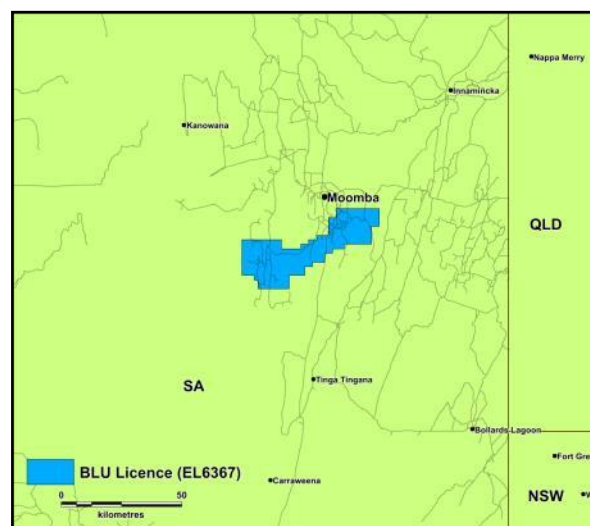 Nappa Merry
Innamincka
Kanowana
Moomba
QLD
SA
Tinga Tingana
Bollards Lagoon
BLU Licence (EL6367)
Fort Gre
Carraweena
0 50
kilometres
NSW
W